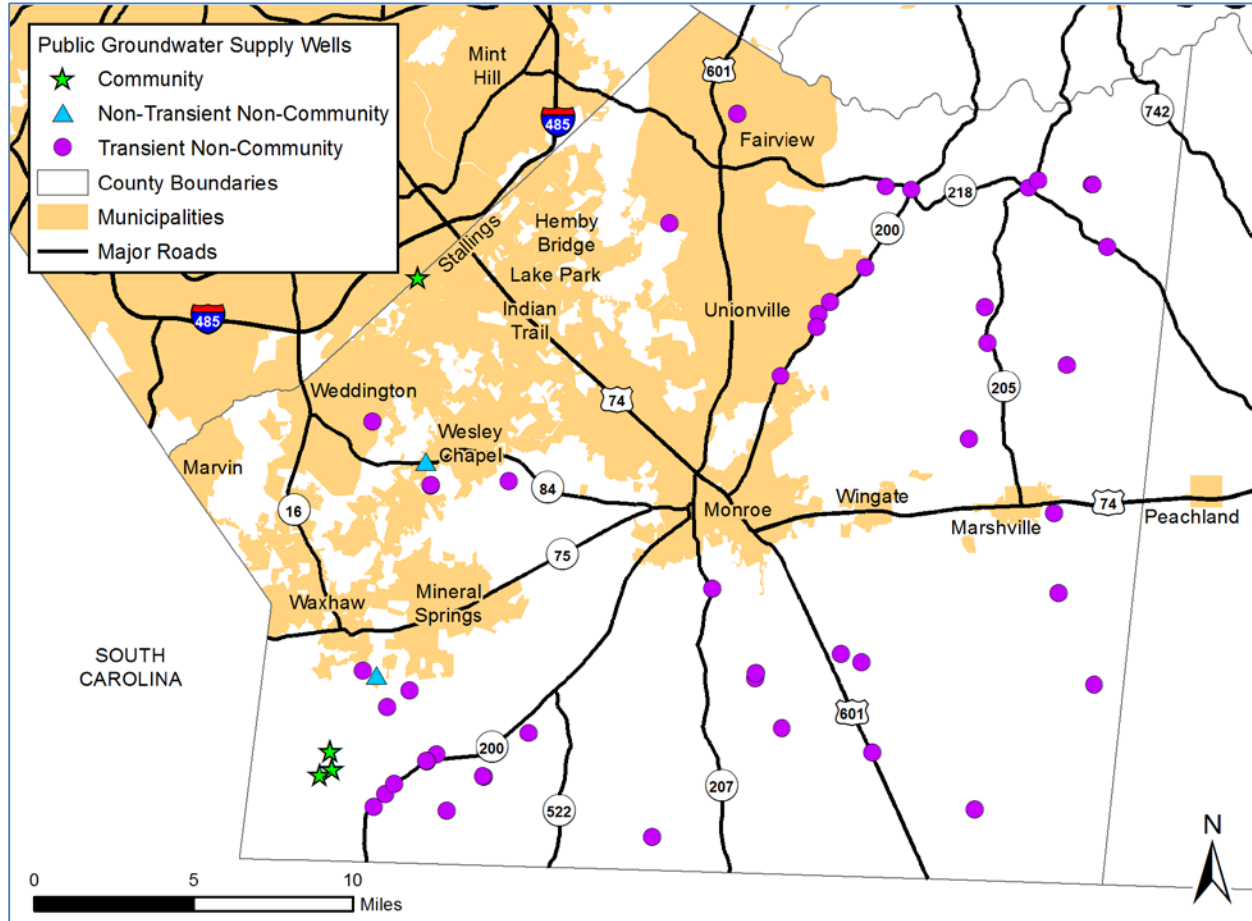 Public Groundwater Supply Wells
Community
Non-Transient Non-Community
Transient Non-Community
County Boundaries
Municipalities
Major Roads
Mint
Hill
601
742
485
Fairview
218
200
Hemby
Bridge
Stallings
Lake Park
Indian
Trail
Unionville
485
Weddington
74
205
Wesley
Chapel
Marvin
16
84
Monroe
Wingate
Marshville
74
Peachland
75
Waxhaw
Mineral
Springs
SOUTH
CAROLINA
200
601
207
522
N
0
5
10
Miles